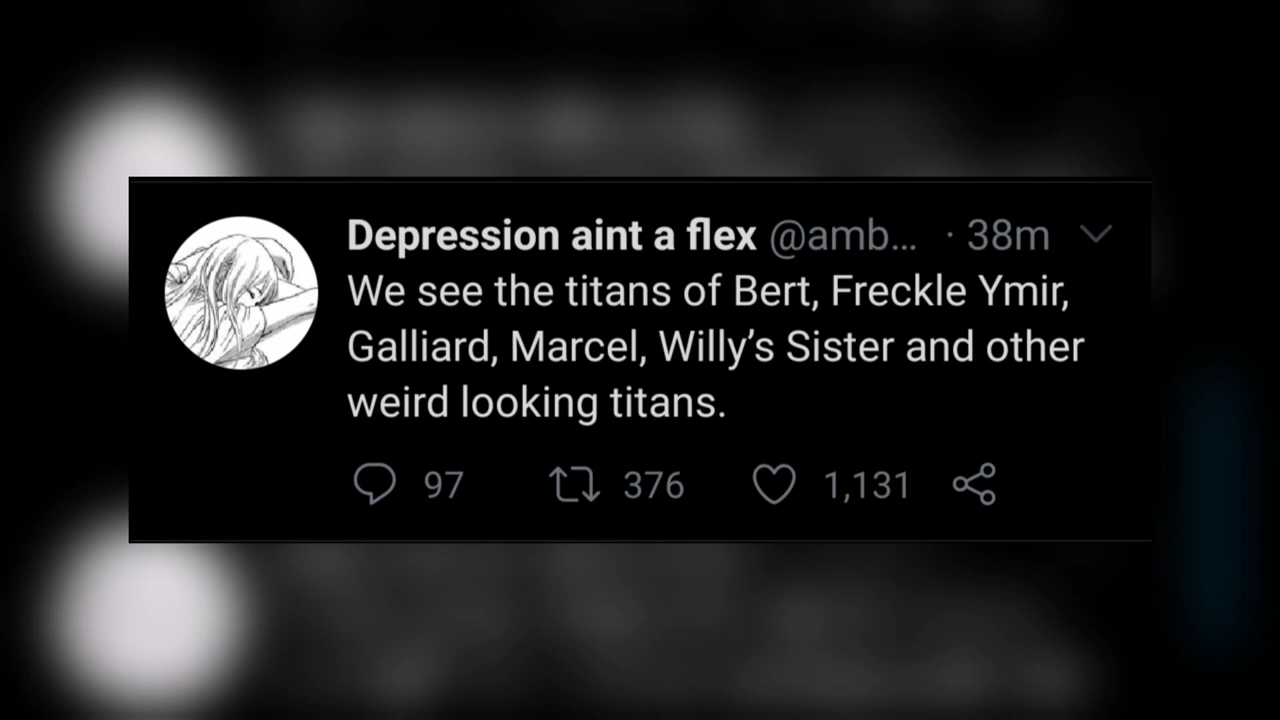 Depression aint a flex @amb... · 38m
We see the titans of Bert, Freckle Ymir,
Galliard, Marcel, Willy’s Sister and other
weird looking titans.
97 376 1,131